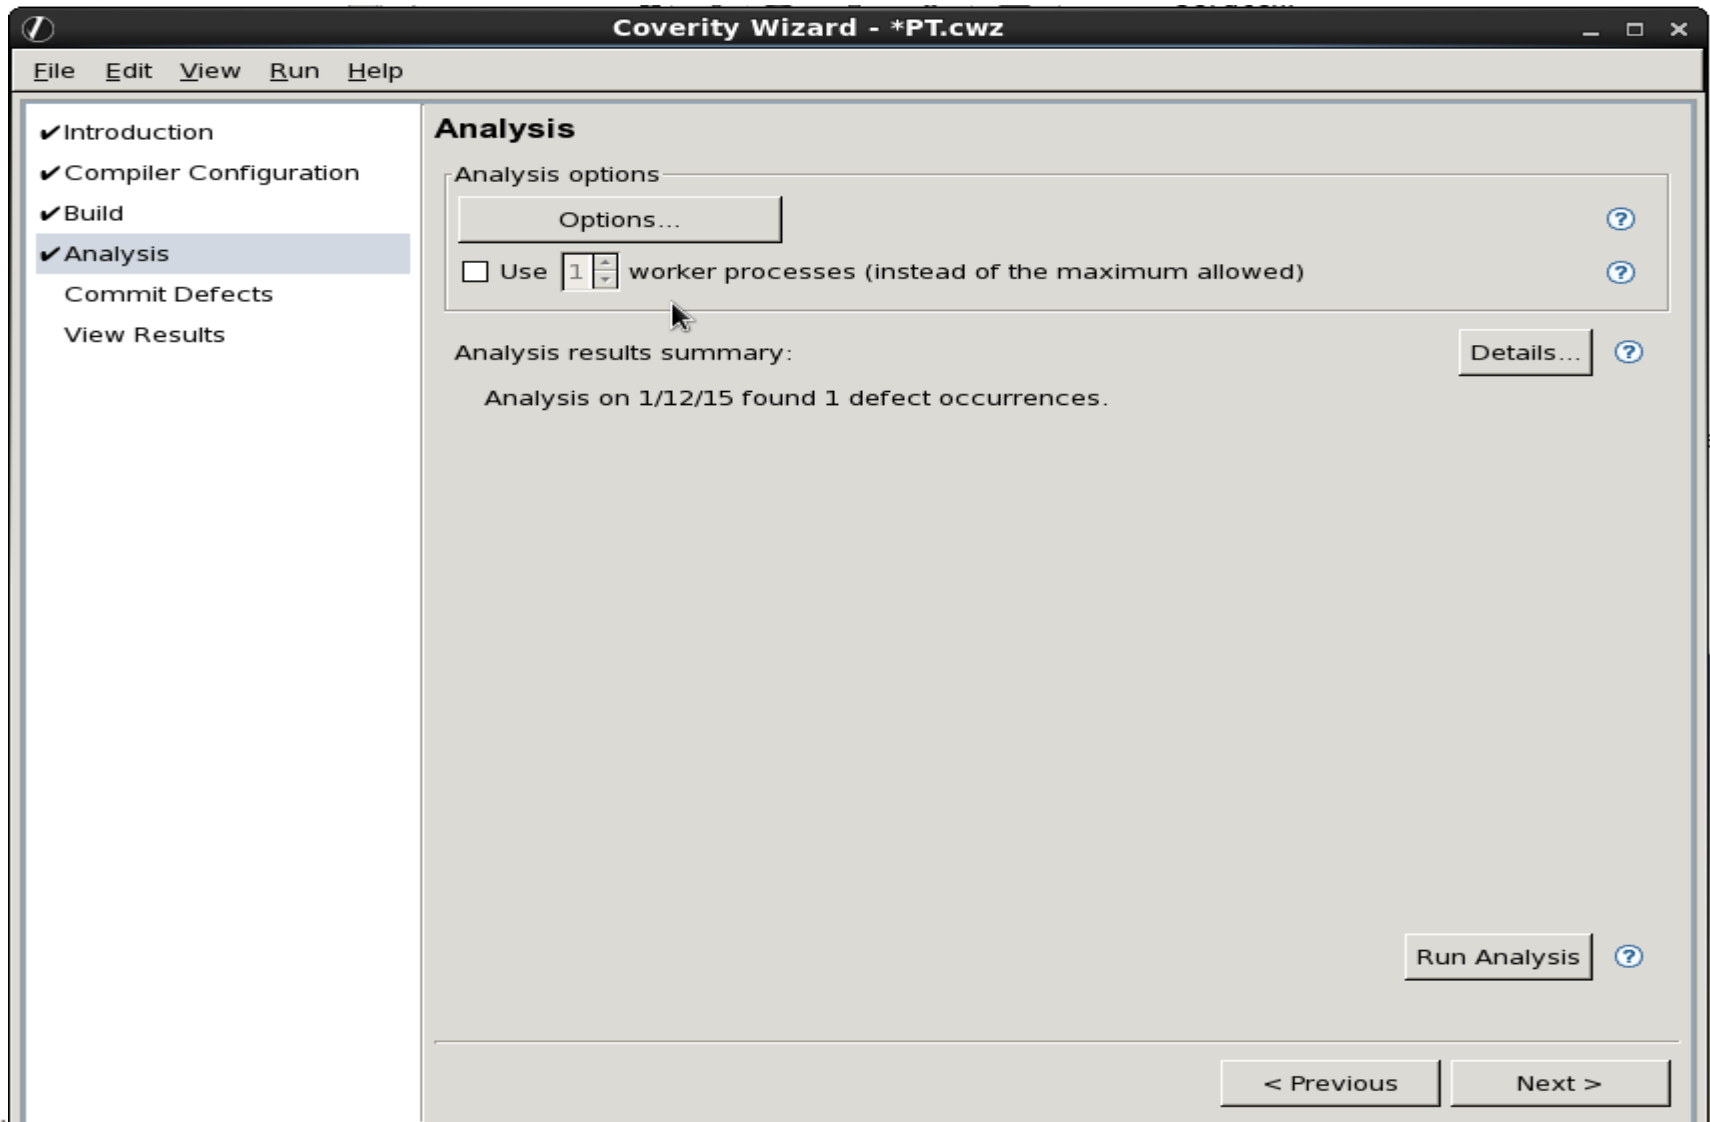 Coverity Wizard - *PT.cwz
File Edit View Run Help
✔Introduction
✔Compiler Configuration
✔Build
✔Analysis
Commit Defects
View Results
Analysis
Analysis options
Options...
Use 1 worker processes (instead of the maximum allowed)
Analysis results summary:
Details...
Analysis on 1/12/15 found 1 defect occurrences.
Run Analysis
< Previous
Next >